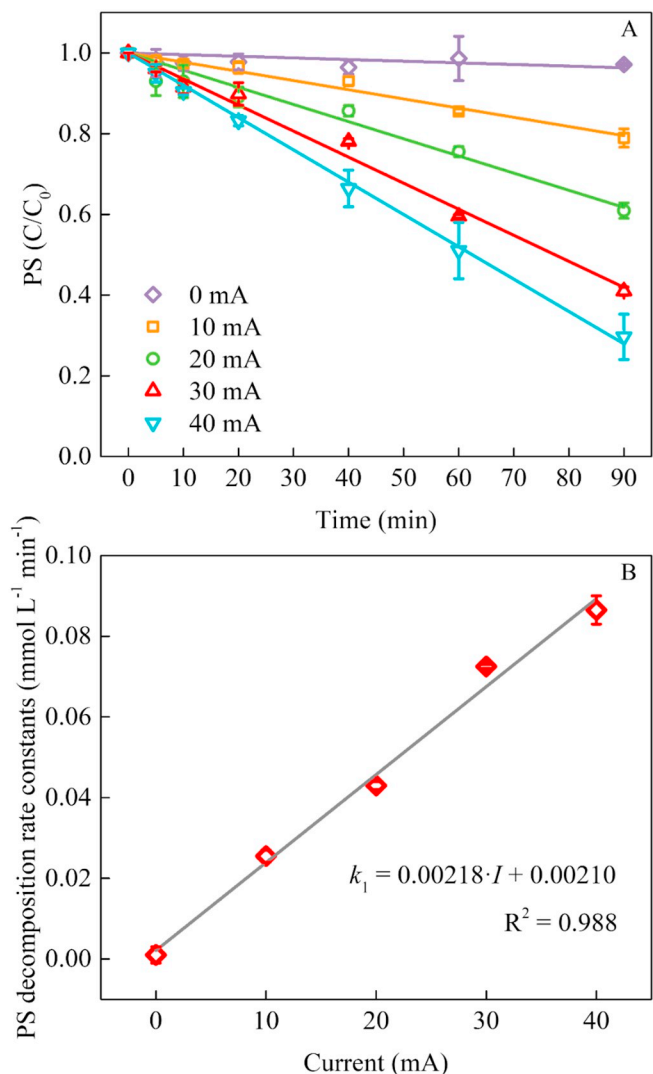 A
1.0
0.8
0.6
0.4
0.2
0.0
PS (C/C₀)
0 mA
10 mA
20 mA
30 mA
40 mA
0 10 20 30 40 50 60 70 80 90
Time (min)
B
0.10
0.08
0.06
0.04
0.02
0.00
PS decomposition rate constants (mmol L⁻¹ min⁻¹)
k₁ = 0.00218·I + 0.00210
R² = 0.988
0 10 20 30 40
Current (mA)